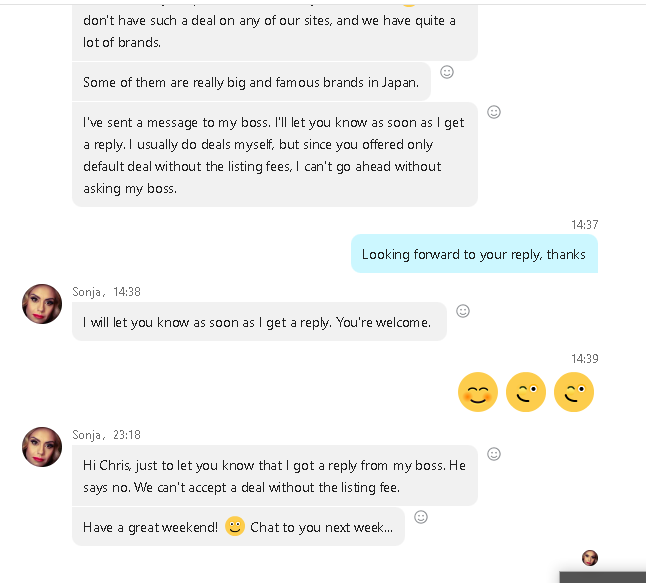 don't have such a deal on any of our sites, and we have quite a
lot of brands.
Some of them are really big and famous brands in Japan.
I've sent a message to my boss. I'll let you know as soon as I get
a reply. I usually do deals myself, but since you offered only
default deal without the listing fees, I can't go ahead without
asking my boss.
14:37
Looking forward to your reply, thanks
Sonja, 14:38
I will let you know as soon as I get a reply. You're welcome.
14:39
Sonja, 23:18
Hi Chris, just to let you know that I got a reply from my boss. He
says no. We can't accept a deal without the listing fee.
Have a great weekend! Chat to you next week...